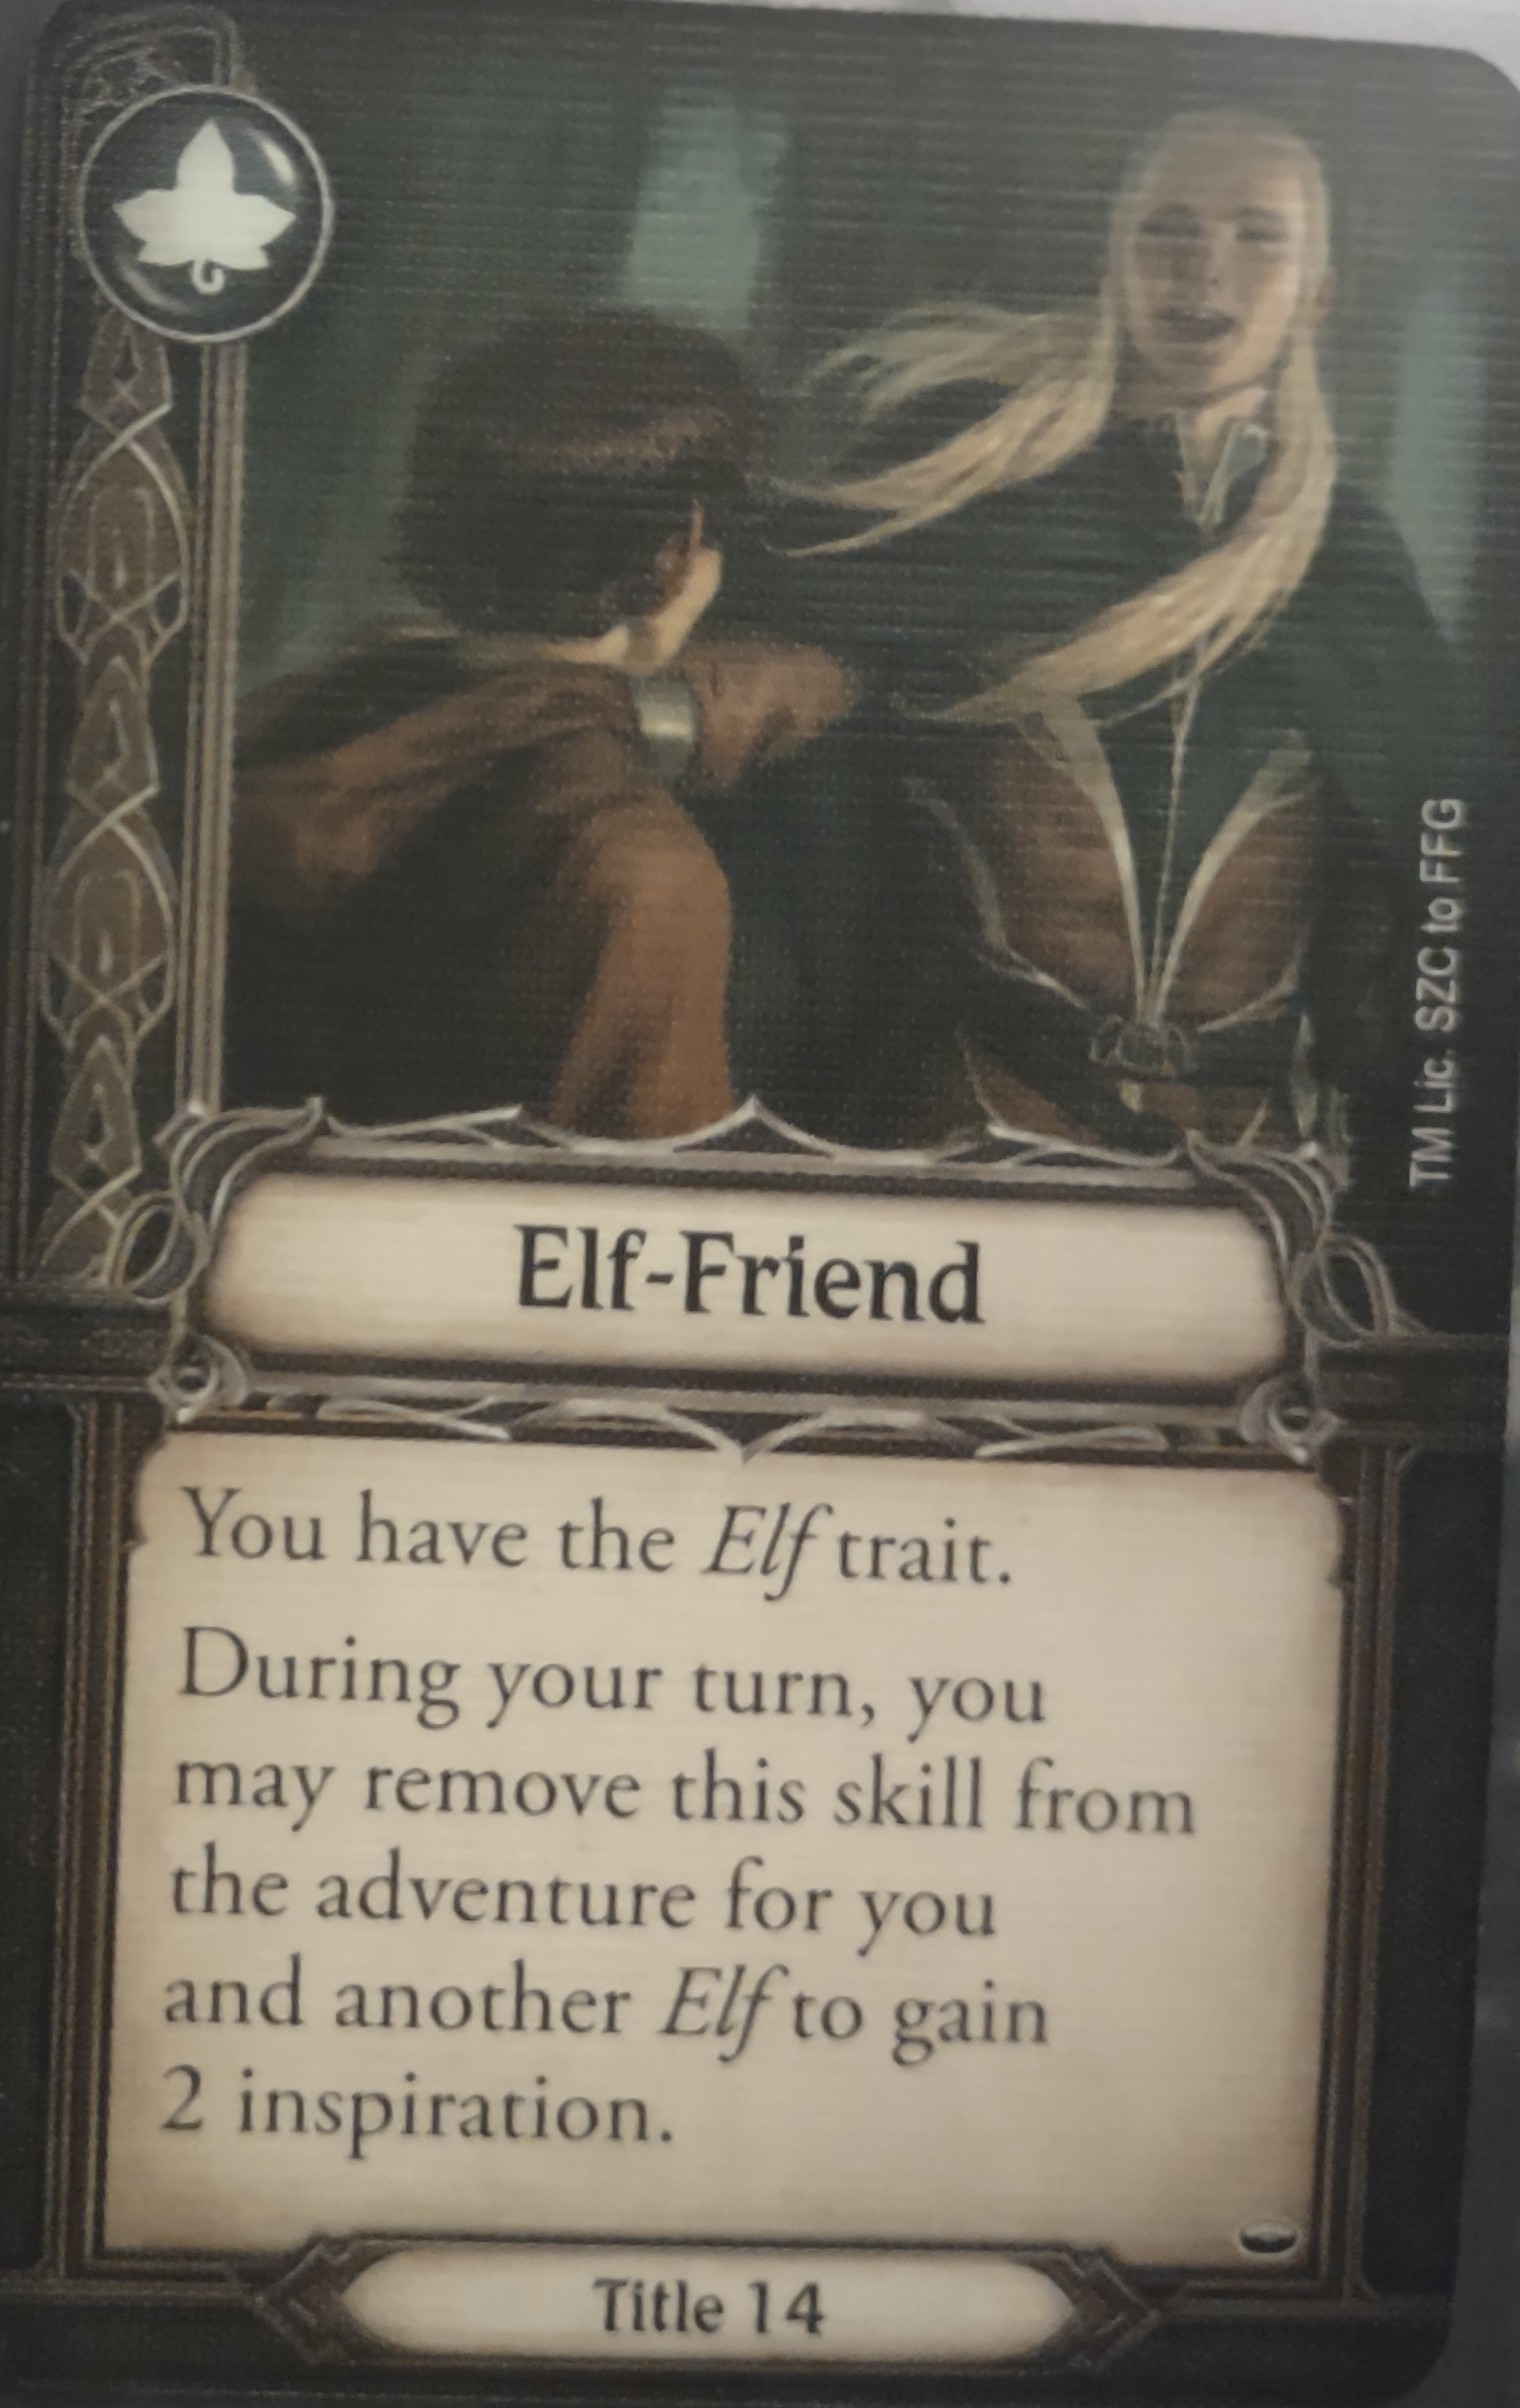 TM Lic. SZC to FFG
Elf-Friend
You have the Elf trait.
During your turn, you
may remove this skill from
the adventure for you
and another Elf to gain
2 inspiration.
Title 14